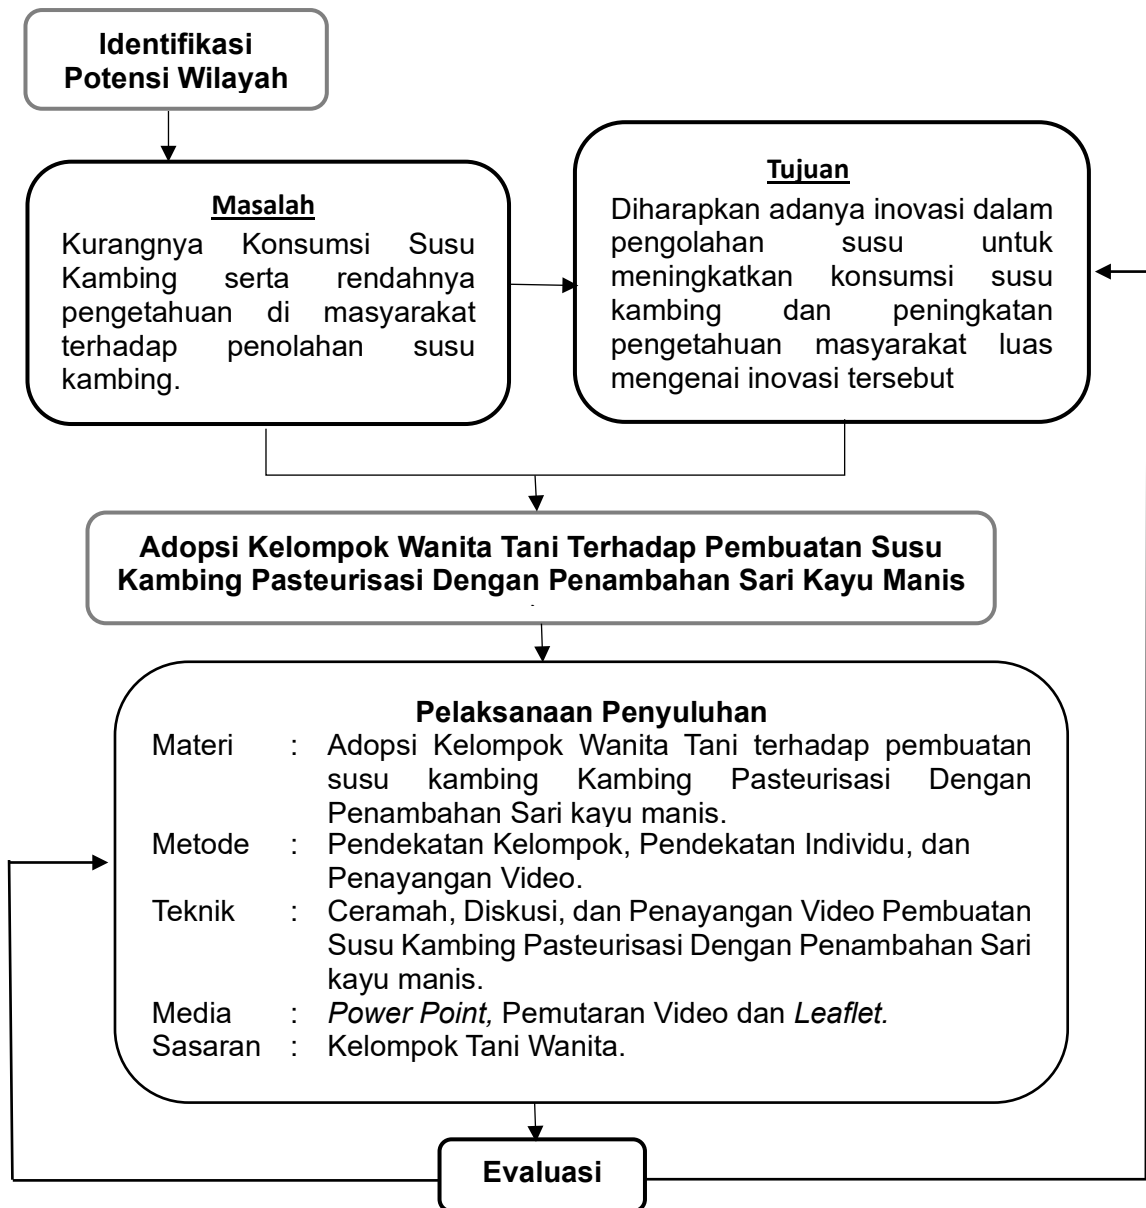 Identifikasi
Potensi Wilayah
Masalah
Kurangnya Konsumsi Susu
Kambing serta rendahnya
pengetahuan di masyarakat
terhadap penolahan susu
kambing.
Tujuan
Diharapkan adanya inovasi dalam
pengolahan susu untuk
meningkatkan konsumsi susu
kambing dan peningkatan
pengetahuan masyarakat luas
mengenai inovasi tersebut
Adopsi Kelompok Wanita Tani Terhadap Pembuatan Susu
Kambing Pasteurisasi Dengan Penambahan Sari Kayu Manis
.
Pelaksanaan Penyuluhan
Materi : Adopsi Kelompok Wanita Tani terhadap pembuatan
susu kambing Kambing Pasteurisasi Dengan
Penambahan Sari kayu manis.
Metode : Pendekatan Kelompok, Pendekatan Individu, dan
Penayangan Video.
Teknik : Ceramah, Diskusi, dan Penayangan Video Pembuatan
Susu Kambing Pasteurisasi Dengan Penambahan Sari
kayu manis.
Media : Power Point, Pemutaran Video dan Leaflet.
Sasaran : Kelompok Tani Wanita.
Evaluasi